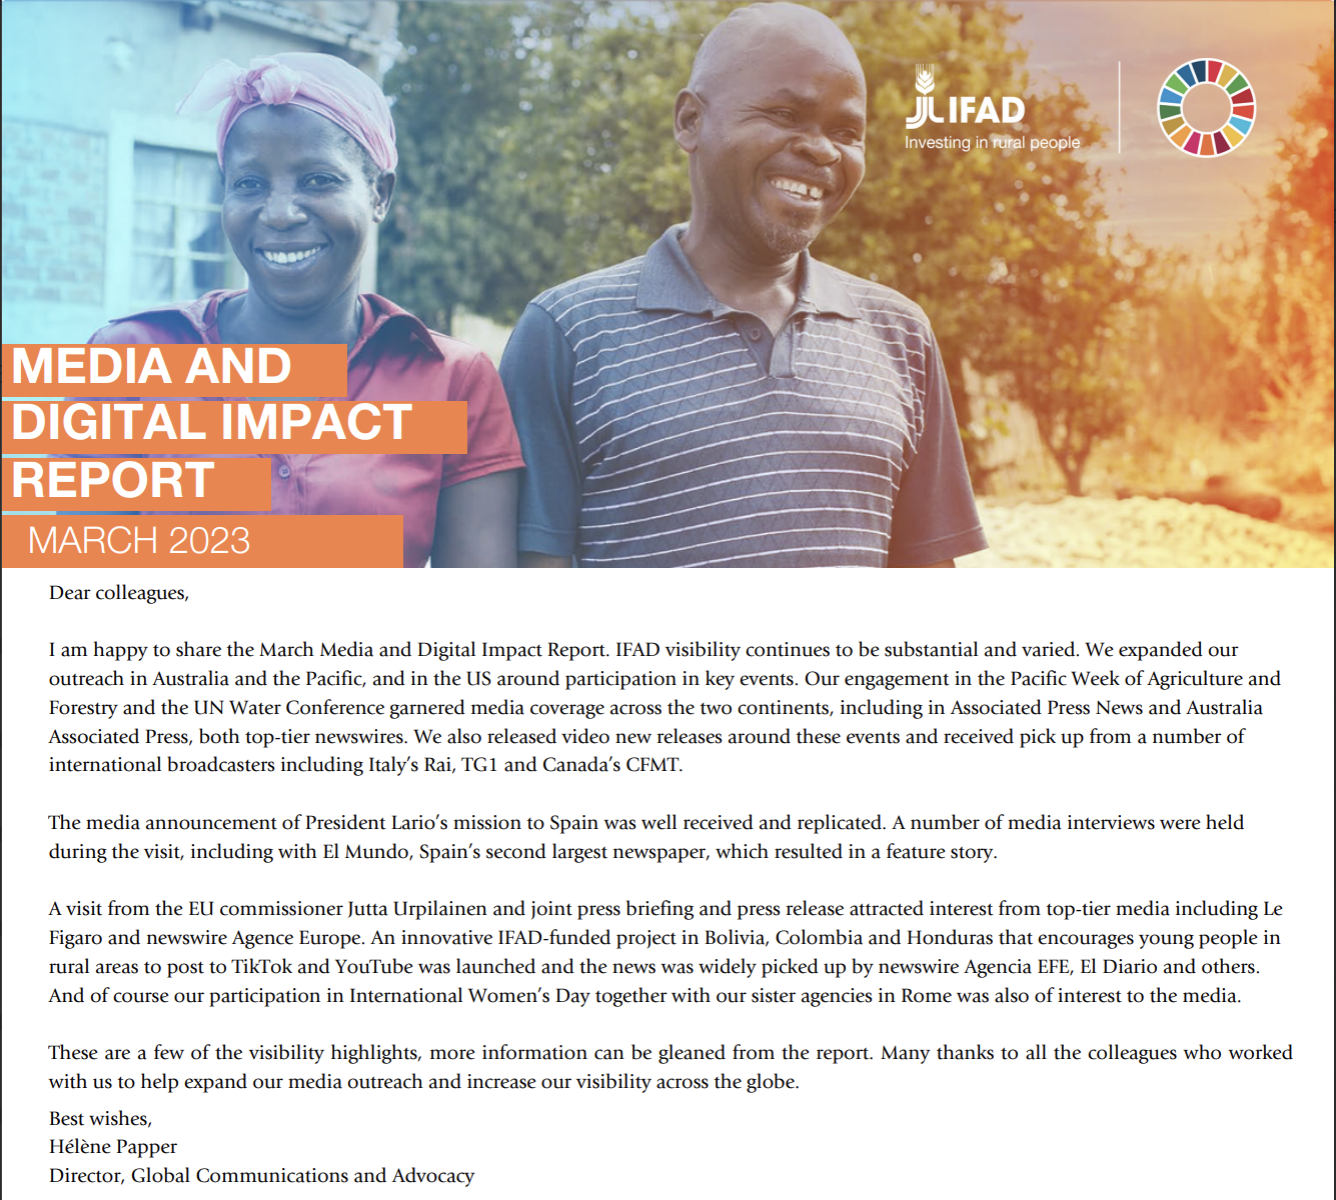 IFAD
Investing in rural people
MEDIA AND
DIGITAL IMPACT
REPORT
MARCH 2023
Dear colleagues,
I am happy to share the March Media and Digital Impact Report. IFAD visibility continues to be substantial and varied. We expanded our
outreach in Australia and the Pacific, and in the US around participation in key events. Our engagement in the Pacific Week of Agriculture and
Forestry and the UN Water Conference garnered media coverage across the two continents, including in Associated Press News and Australia
Associated Press, both top-tier newswires. We also released video new releases around these events and received pick up from a number of
international broadcasters including Italy’s Rai, TG1 and Canada’s CFMT.
The media announcement of President Lario’s mission to Spain was well received and replicated. A number of media interviews were held
during the visit, including with El Mundo, Spain’s second largest newspaper, which resulted in a feature story.
A visit from the EU commissioner Jutta Urpilainen and joint press briefing and press release attracted interest from top-tier media including Le
Figaro and newswire Agence Europe. An innovative IFAD-funded project in Bolivia, Colombia and Honduras that encourages young people in
rural areas to post to TikTok and YouTube was launched and the news was widely picked up by newswire Agencia EFE, El Diario and others.
And of course our participation in International Women’s Day together with our sister agencies in Rome was also of interest to the media.
These are a few of the visibility highlights, more information can be gleaned from the report. Many thanks to all the colleagues who worked
with us to help expand our media outreach and increase our visibility across the globe.
Best wishes,
Hélène Papper
Director, Global Communications and Advocacy